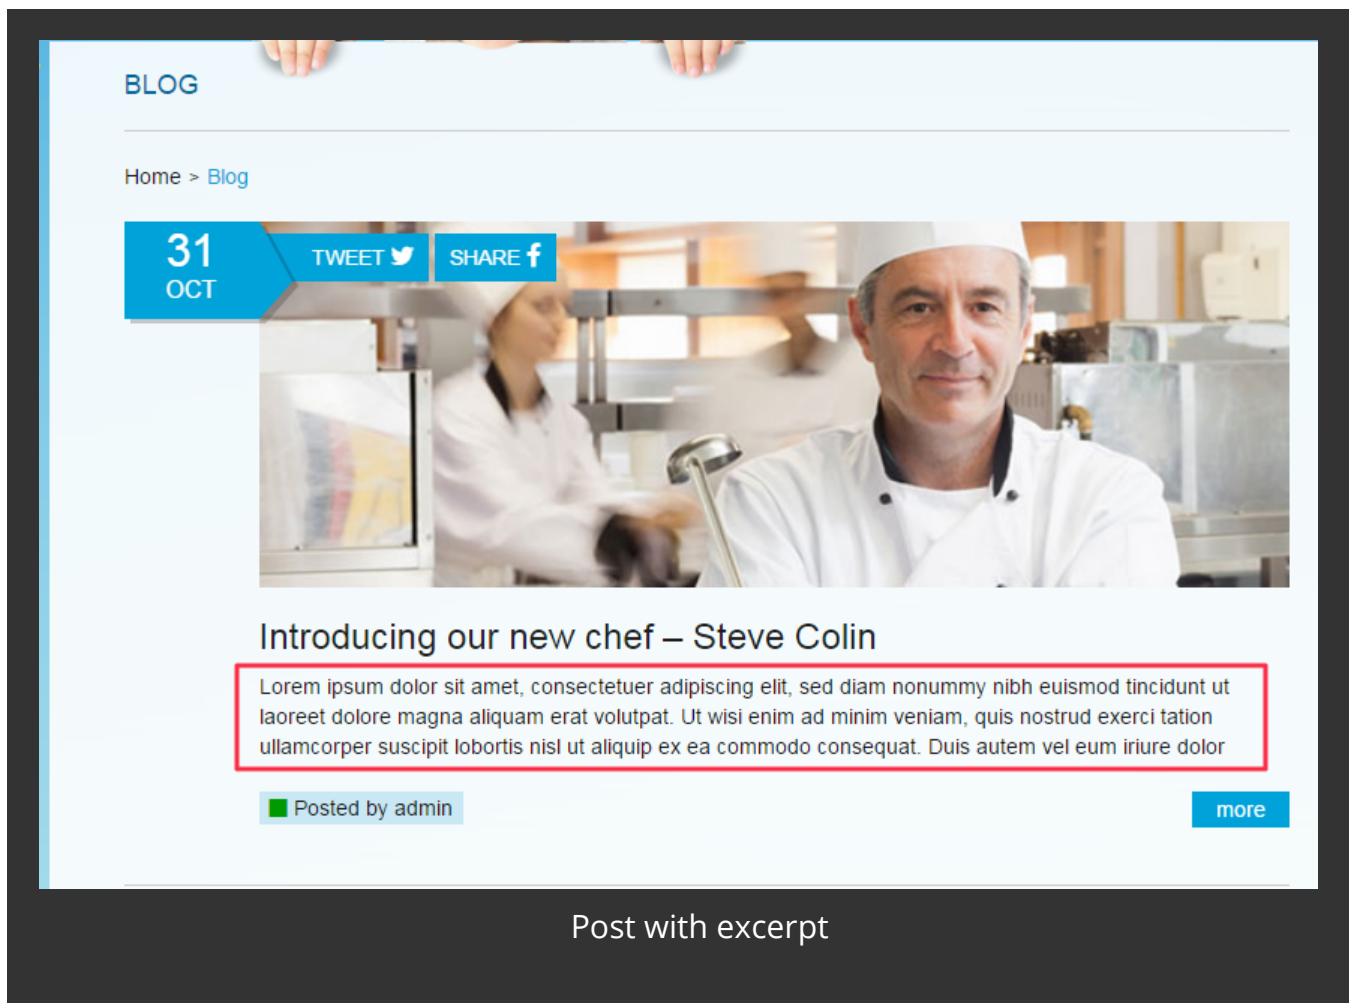 BLOG
Home > Blog
31
OCT
TWEET
SHARE
Introducing our new chef – Steve Colin
Lorem ipsum dolor sit amet, consectetuer adipiscing elit, sed diam nonummy nibh euismod tincidunt ut
laoreet dolore magna aliquam erat volutpat. Ut wisi enim ad minim veniam, quis nostrud exerci tation
ullamcorper suscipit lobortis nisl ut aliquip ex ea commodo consequat. Duis autem vel eum iriure dolor
Posted by admin
more
Post with excerpt